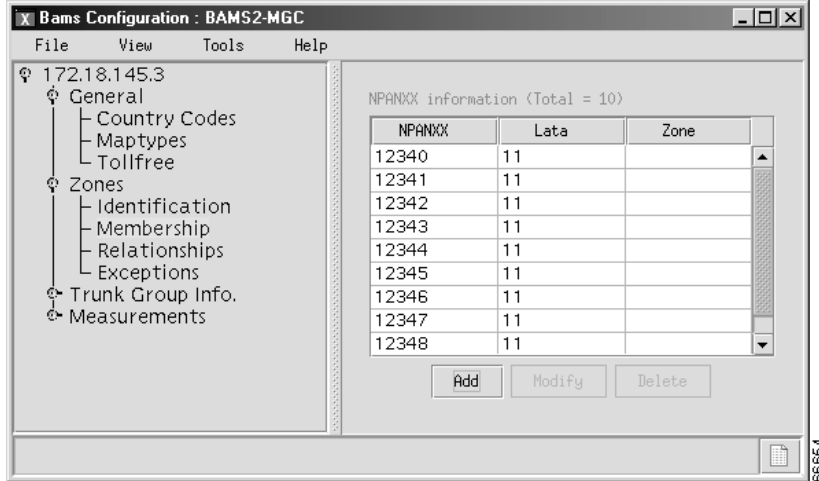 X Bams Configuration : BAMS2-MGC
File View Tools Help
172.18.145.3
General
Country Codes
Maptypes
Tollfree
Zones
Identification
Membership
Relationships
Exceptions
Trunk Group Info.
Measurements
NPANXX information (Total = 10)
NPANXX Lata Zone
12340 11
12341 11
12342 11
12343 11
12344 11
12345 11
12346 11
12347 11
12348 11
Add Modify Delete
66664